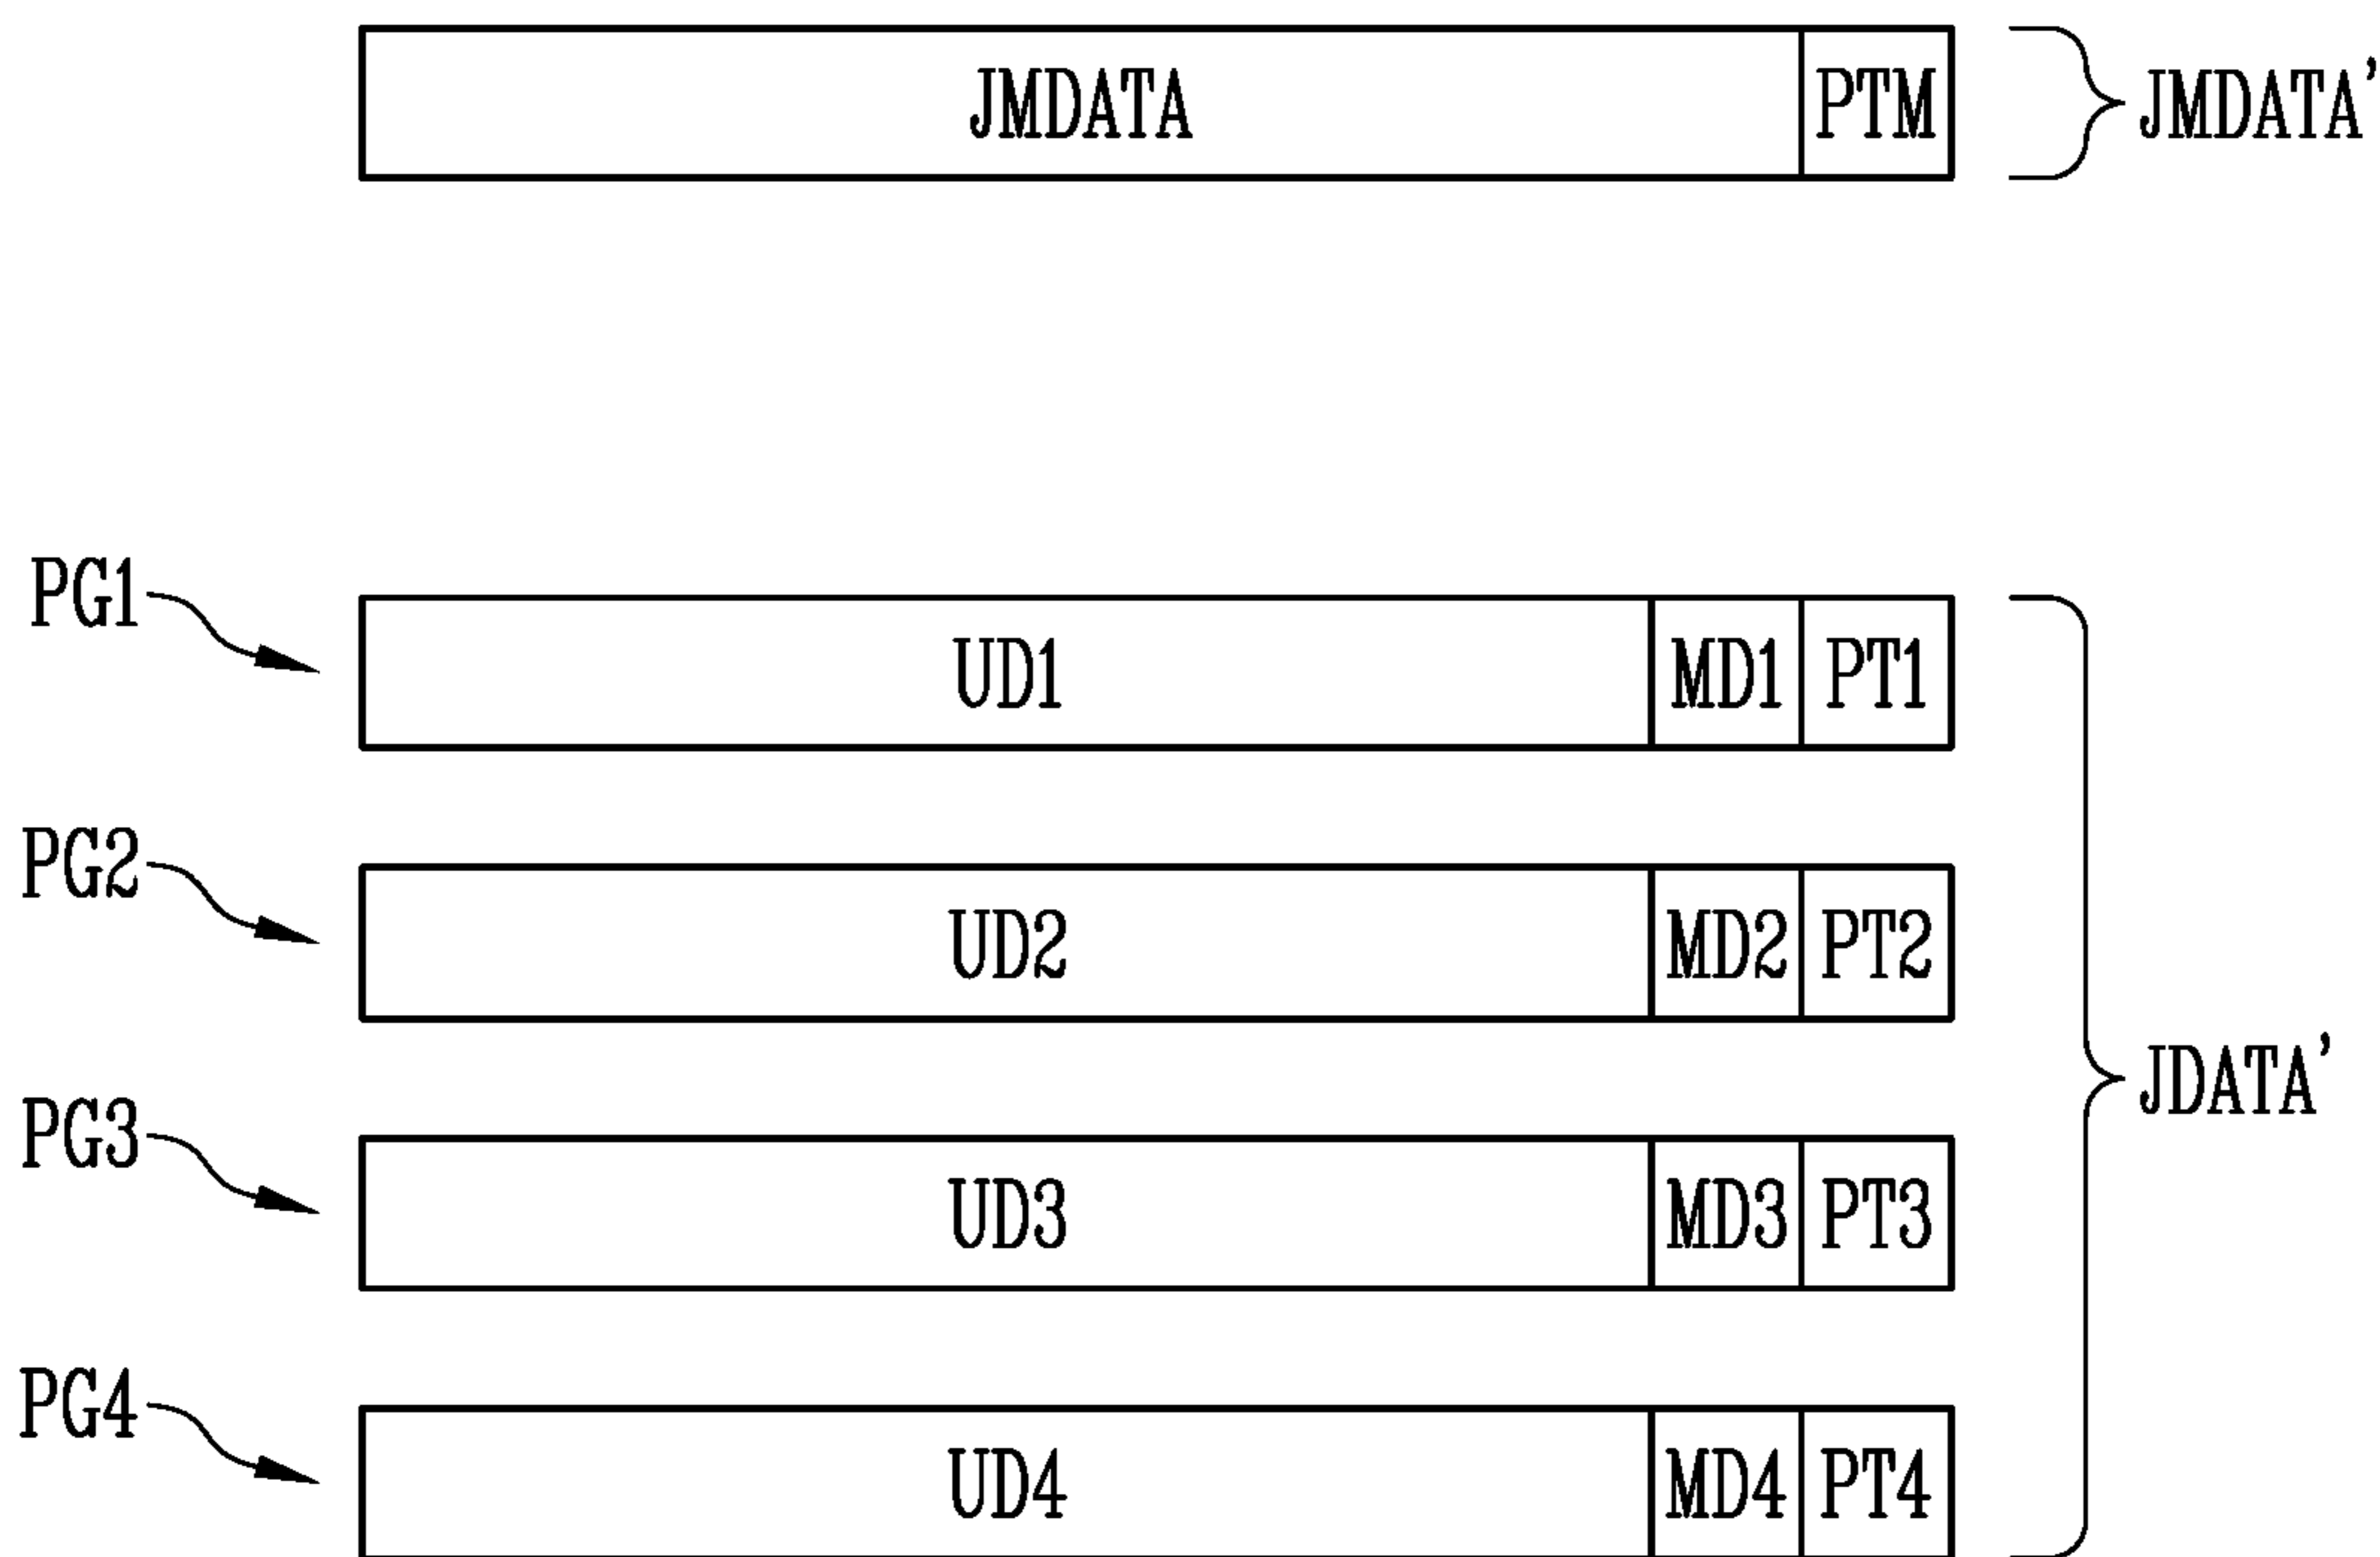 JMDATA PTM JMDATA'
PG1 UD1 MD1 PT1
PG2 UD2 MD2 PT2
PG3 UD3 MD3 PT3
JDATA'
PG4 UD4 MD4 PT4